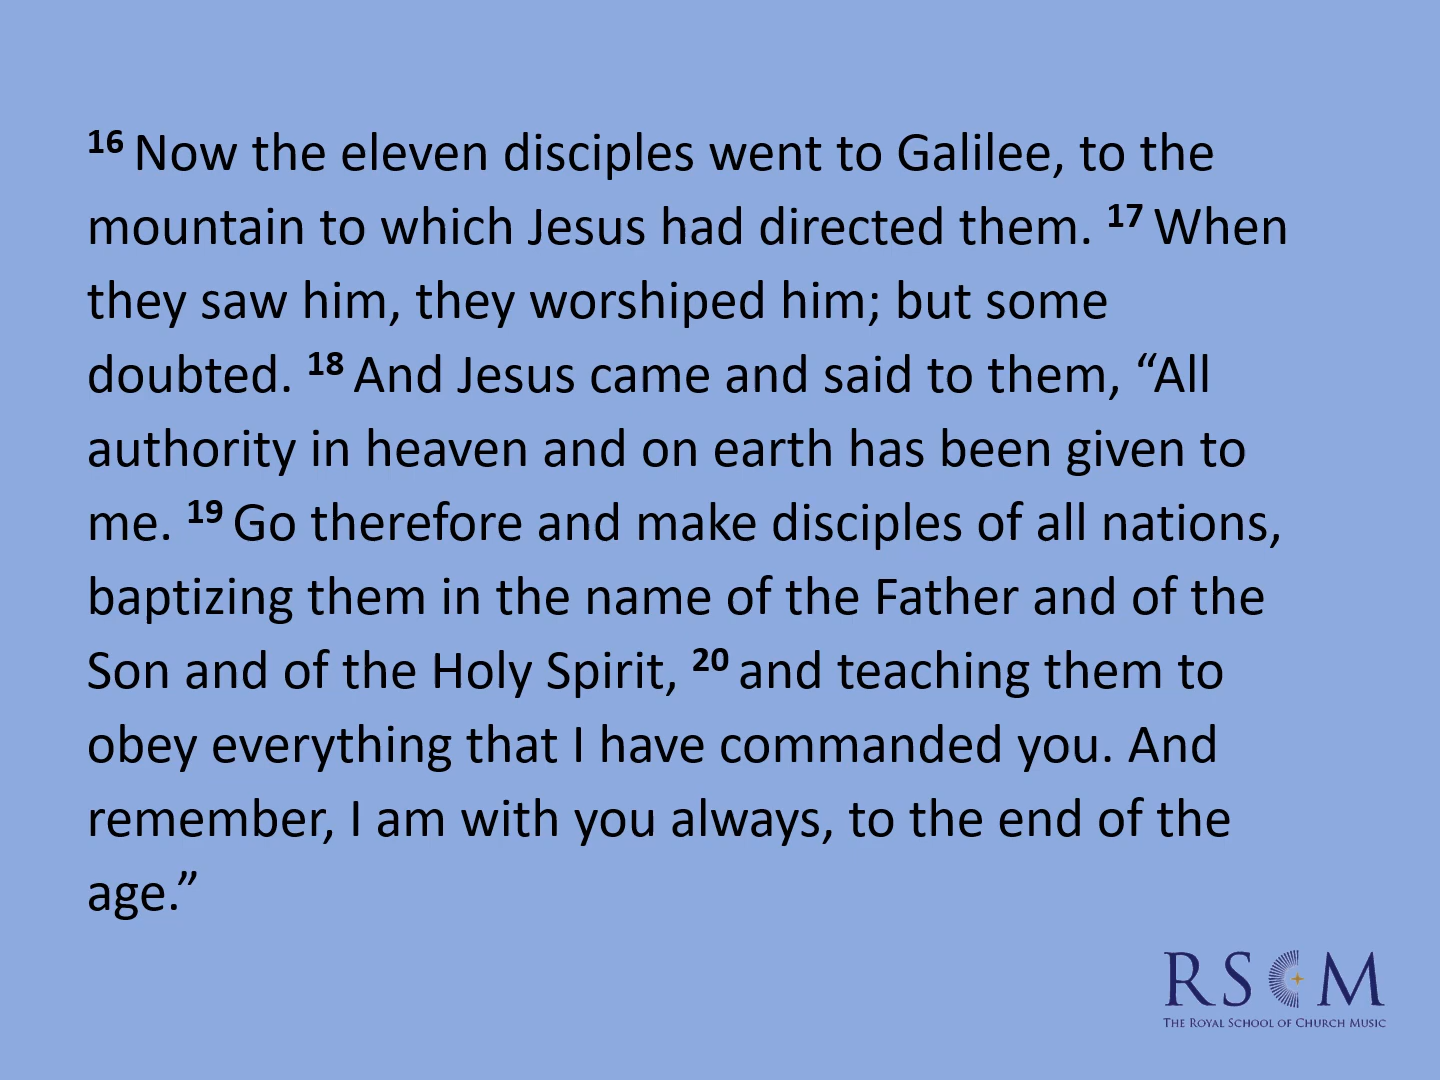 16 Now the eleven disciples went to Galilee, to the
mountain to which Jesus had directed them. 17 When
they saw him, they worshiped him; but some
doubted. 18 And Jesus came and said to them, “All
authority in heaven and on earth has been given to
me. 19 Go therefore and make disciples of all nations,
baptizing them in the name of the Father and of the
Son and of the Holy Spirit, 20 and teaching them to
obey everything that I have commanded you. And
remember, I am with you always, to the end of the
age.”
RSCM
The Royal School of Church Music